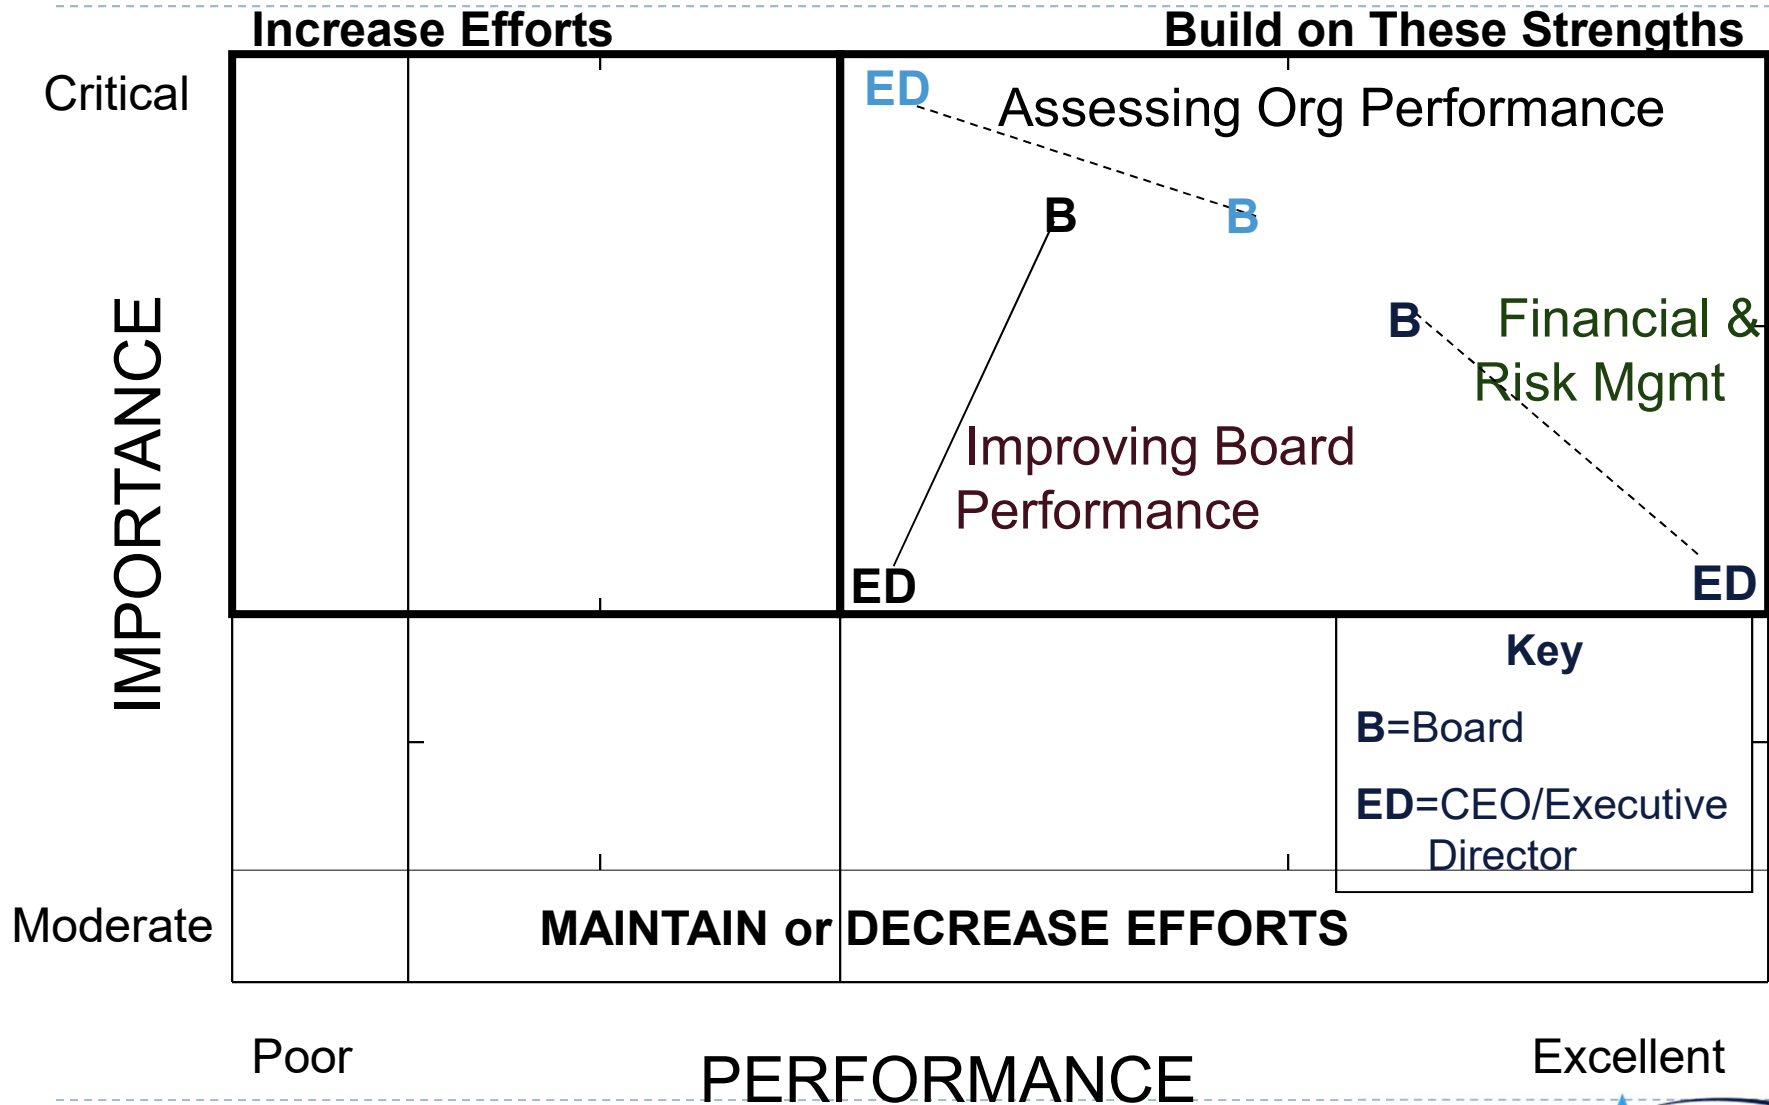 Increase Efforts
Build on These Strengths
Critical
ED
Assessing Org Performance
B
B
B
Financial &
Risk Mgmt
IMPORTANCE
Improving Board
Performance
ED
ED
Key
B=Board
ED=CEO/Executive
Director
Moderate
MAINTAIN or DECREASE EFFORTS
Poor
PERFORMANCE
Excellent